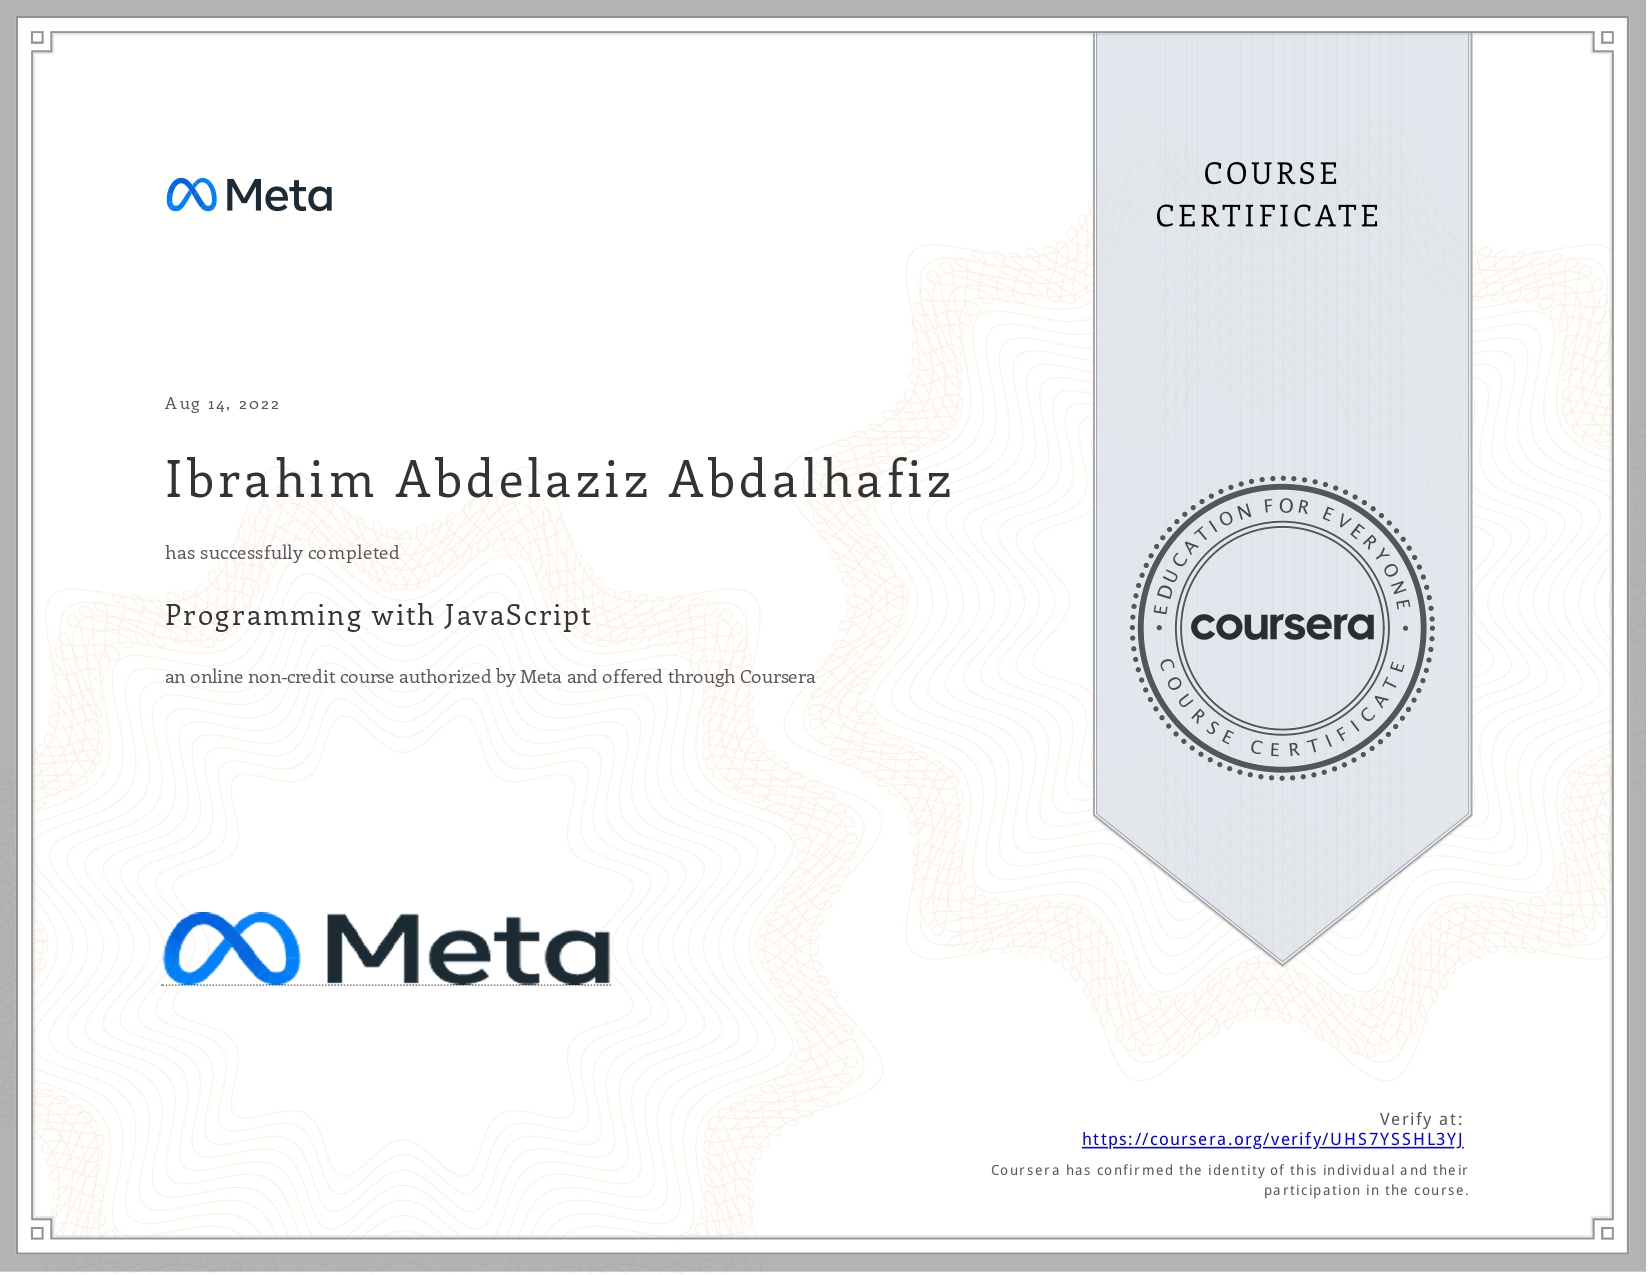 Meta
COURSE
CERTIFICATE
Aug 14, 2022
Ibrahim Abdelaziz Abdalhafiz
has successfully completed
Programming with JavaScript
an online non-credit course authorized by Meta and offered through Coursera
EDUCATION FOR EVERYONE
coursera
COURSE CERTIFICATE
Meta
Verify at:
https://coursera.org/verify/UHS7YSSHL3YJ
Coursera has confirmed the identity of this individual and their
participation in the course.